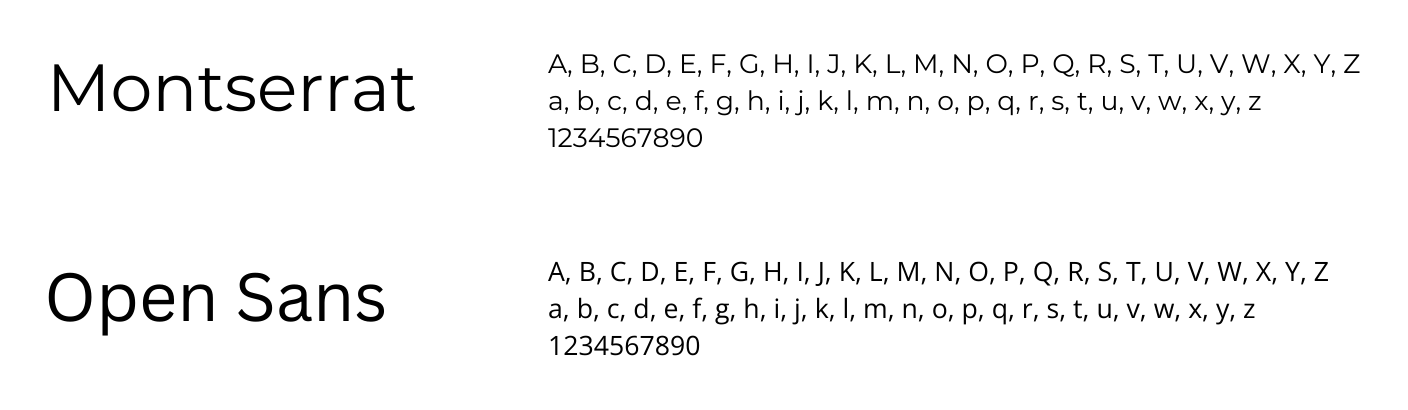 Montserrat
A, B, C, D, E, F, G, H, I, J, K, L, M, N, O, P, Q, R, S, T, U, V, W, X, Y, Z
a, b, c, d, e, f, g, h, i, j, k, l, m, n, o, p, q, r, s, t, u, v, w, x, y, z
1234567890
Open Sans
A, B, C, D, E, F, G, H, I, J, K, L, M, N, O, P, Q, R, S, T, U, V, W, X, Y, Z
a, b, c, d, e, f, g, h, i, j, k, l, m, n, o, p, q, r, s, t, u, v, w, x, y, z
1234567890